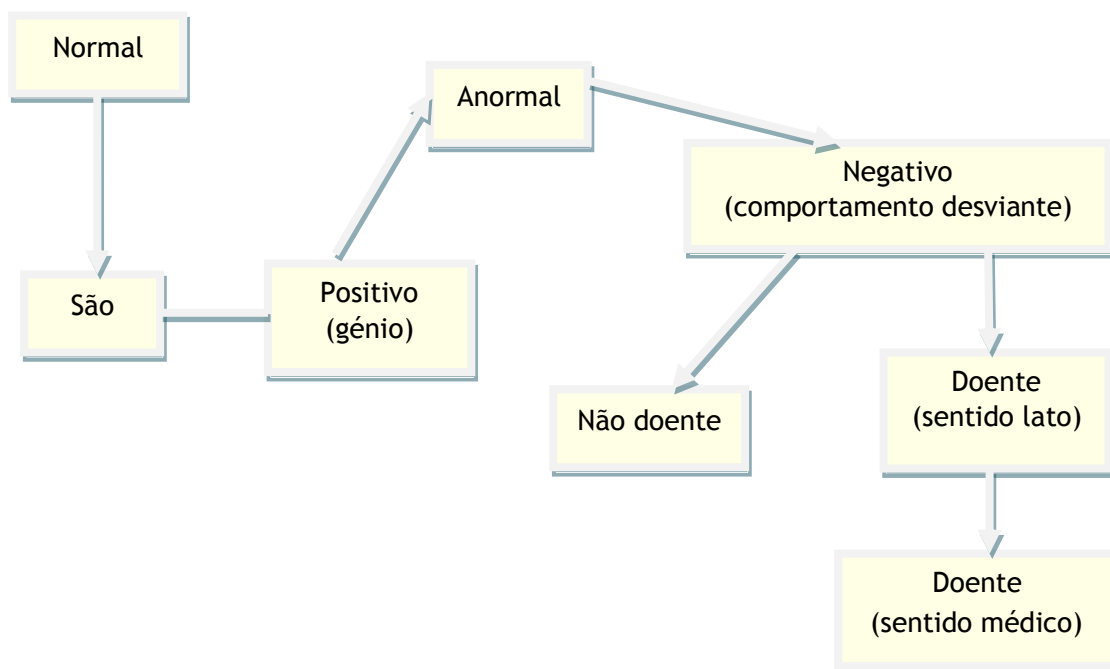 Normal
Anormal
Negativo
(comportamento desviante)
São
Positivo
(génio)
Não doente
Doente
(sentido lato)
Doente
(sentido médico)